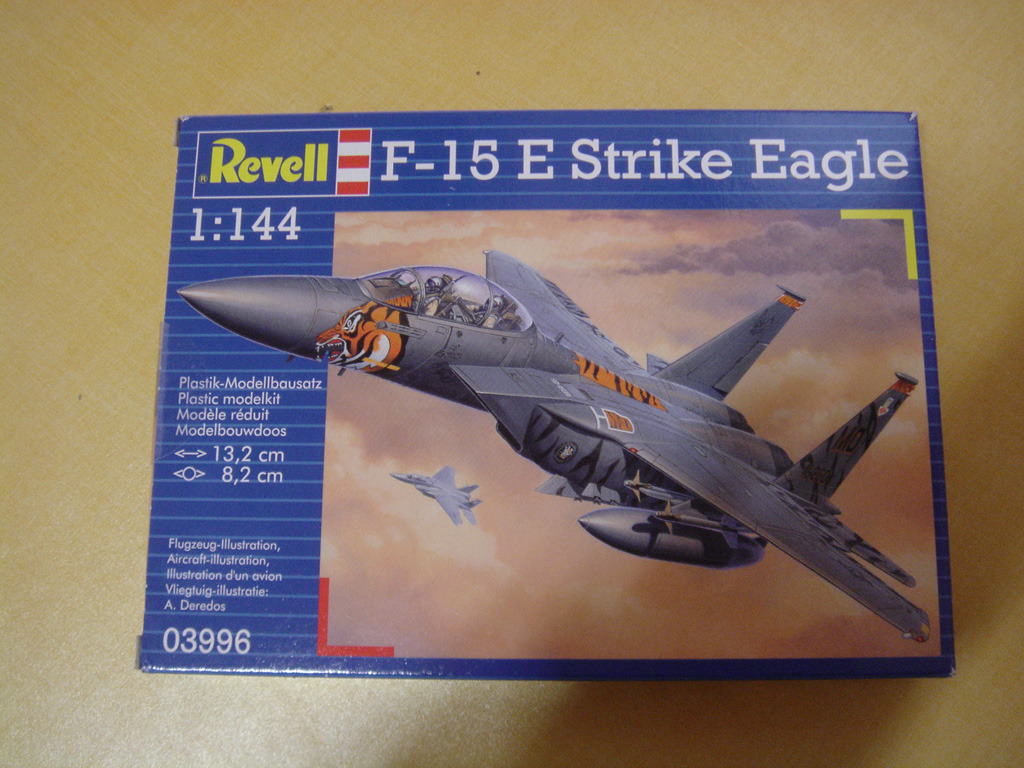 ® Revell F-15 E Strike Eagle
1:144
Plastik-Modellbausatz
Plastic modelkit
Modèle réduit
Modelbouwdoos
13,2 cm
8,2 cm
Flugzeug-Illustration,
Aircraft-illustration,
Illustration d'un avion
Vliegtuig-illustratie:
A. Deredos
03996
MO